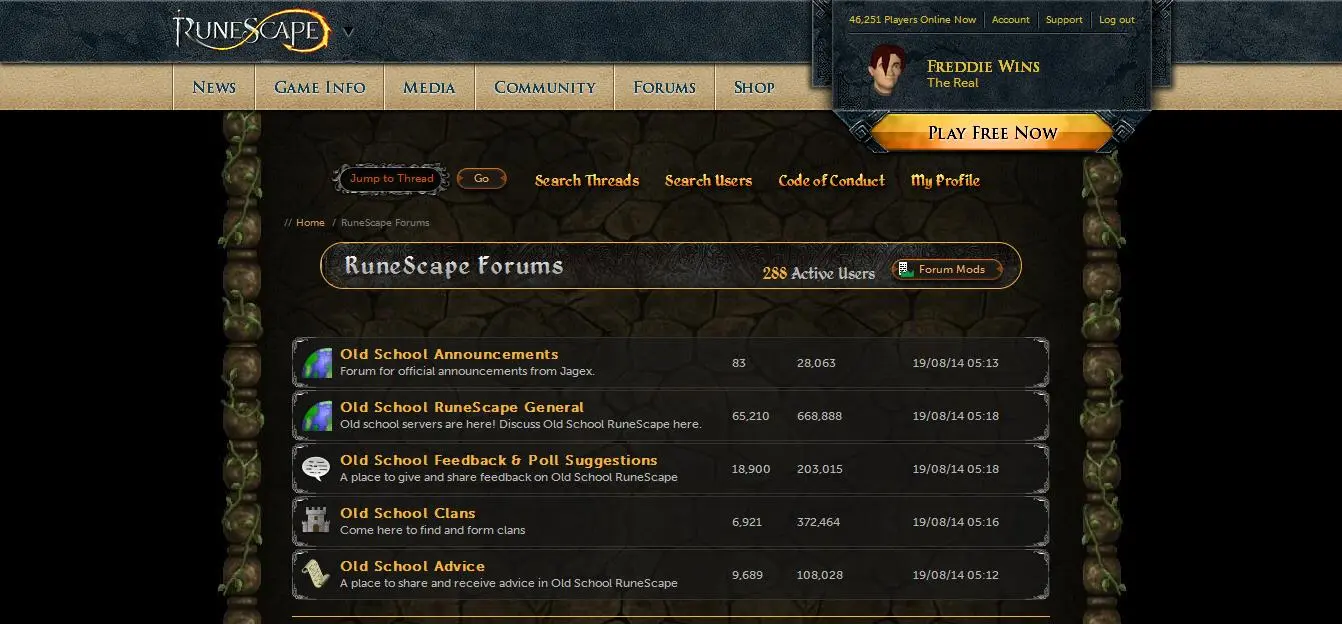 RuneScape
46,251 Players Online Now Account Support Log out
Freddie Wins
The Real
News Game Info Media Community Forums Shop
Play Free Now
Jump to Thread Go Search Threads Search Users Code of Conduct My Profile
// Home / RuneScape Forums
RuneScape Forums 288 Active Users Forum Mods
Old School Announcements
Forum for official announcements from Jagex.
83 28,063 19/08/14 05:13
Old School RuneScape General
Old school servers are here! Discuss Old School RuneScape here.
65,210 668,888 19/08/14 05:18
Old School Feedback & Poll Suggestions
A place to give and share feedback on Old School RuneScape
18,900 203,015 19/08/14 05:18
Old School Clans
Come here to find and form clans
6,921 372,464 19/08/14 05:16
Old School Advice
A place to share and receive advice in Old School RuneScape
9,689 108,028 19/08/14 05:12